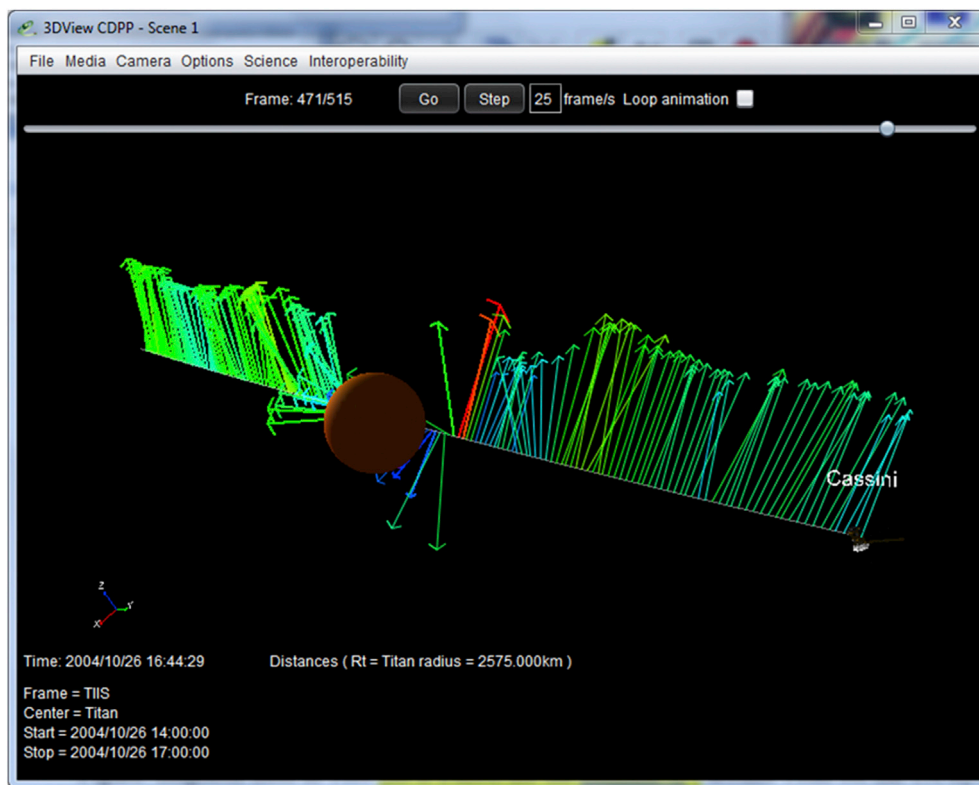 3DView CDPP - Scene 1
File Media Camera Options Science Interoperability
Frame: 471/515 Go Step 25 frame/s Loop animation
Cassini
Z
Y
X
Time: 2004/10/26 16:44:29 Distances ( Rt = Titan radius = 2575.000km )
Frame = TIIS
Center = Titan
Start = 2004/10/26 14:00:00
Stop = 2004/10/26 17:00:00